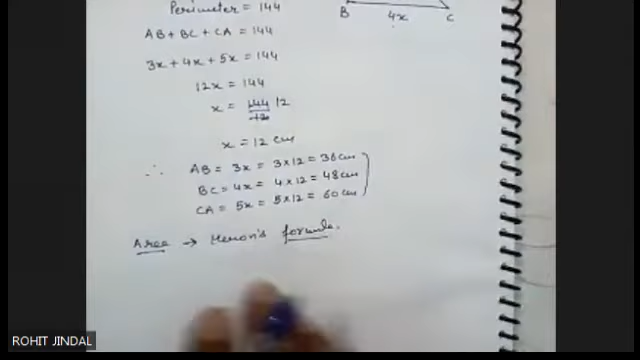 Perimeter = 144
AB + BC + CA = 144
3x + 4x + 5x = 144
12x = 144
x = 144 12
12
x = 12 cm
∴ AB = 3x = 3×12 = 36 cm
BC = 4x = 4×12 = 48 cm
CA = 5x = 5×12 = 60 cm
Area → Heron's formula.
B 4x C
ROHIT JINDAL